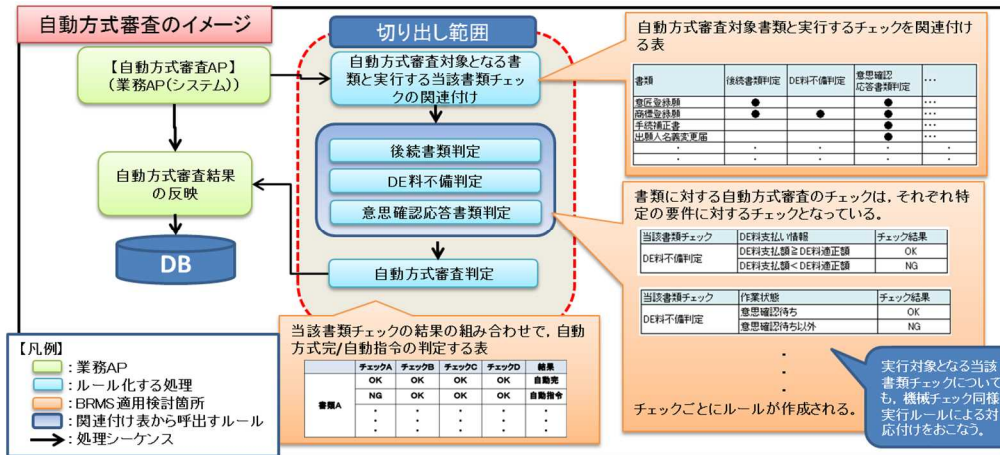 自動方式審査のイメージ
【自動方式審査AP】
(業務AP(システム))
自動方式審査結果
の反映
DB
切り出し範囲
自動方式審査対象となる書
類と実行する当該書類チェッ
クの関連付け
後続書類判定
DE料不備判定
意思確認応答書類判定
自動方式審査判定
自動方式審査対象書類と実行するチェックを関連付け
る表
書類 後続書類判定 DE料不備判定 意思確認
応答書類判定 ・・・
意匠登録願 ● ● ・・・
商標登録願 ● ● ● ・・・
手続補正書 ● ・・・
出願人名義変更届 ● ・・・
・ ・ ・ ・ ・
・ ・ ・ ・ ・
書類に対する自動方式審査のチェックは，それぞれ特
定の要件に対するチェックとなっている。
当該書類チェック DE料支払い情報 チェック結果
DE料不備判定 DE料支払額≧DE料適正額 OK
DE料支払額＜DE料適正額 NG
当該書類チェック 作業状態 チェック結果
DE料不備判定 意思確認待ち OK
意思確認待ち以外 NG
・
・
・
チェックごとにルールが作成される。
実行対象となる当該
書類チェックについて
も，機械チェック同様
実行ルールによる対
応付けをおこなう。
当該書類チェックの結果の組み合わせで，自動
方式完/自動指令の判定する表
チェックA チェックB チェックC チェックD 結果
書類A OK OK OK OK 自動完
NG OK OK OK 自動指令
・ ・ ・ ・ ・
・ ・ ・ ・ ・
・ ・ ・ ・ ・
【凡例】
：業務AP
：ルール化する処理
：BRMS適用検討箇所
：関連付け表から呼出すルール
：処理シーケンス